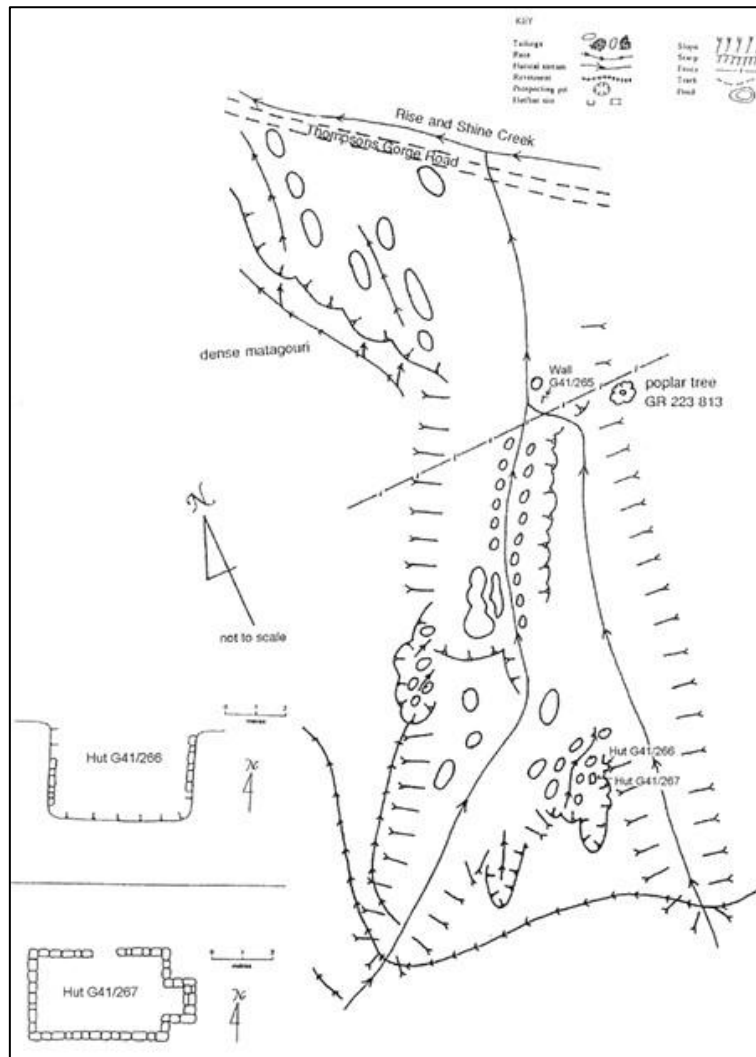 KEY
Tailings
Race
Natural stream
Revetment
Prospecting pit
Hut/hut site
Slope
Scarp
Fence
Track
Pond
Rise and Shine Creek
Thompsons Gorge Road
dense matagouri
Wall
G41/265
poplar tree
GR 223 813
N
not to scale
metres
Hut G41/266
N
Hut G41/266
Hut G41/267
metres
Hut G41/267
N